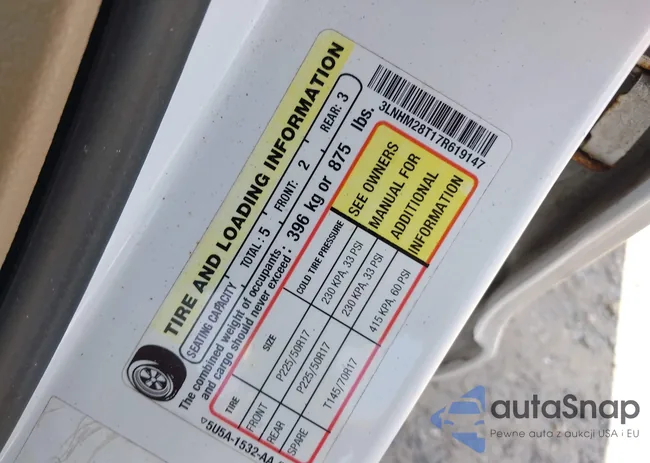 TIRE AND LOADING INFORMATION
SEATING CAPACITY TOTAL: 5 FRONT: 2 REAR: 3
The combined weight of occupants and cargo should never exceed: 396 kg or 875 lbs.
TIRE SIZE COLD TIRE PRESSURE
FRONT P225/50R17 230 KPA, 33 PSI
REAR P225/50R17 230 KPA, 33 PSI
SPARE T145/70R17 415 KPA, 60 PSI
SEE OWNERS
MANUAL FOR
ADDITIONAL
INFORMATION
3LNHM28T17R619147
5U5A-1532-AA
autaSnap
Pewne auta z aukcji USA i EU